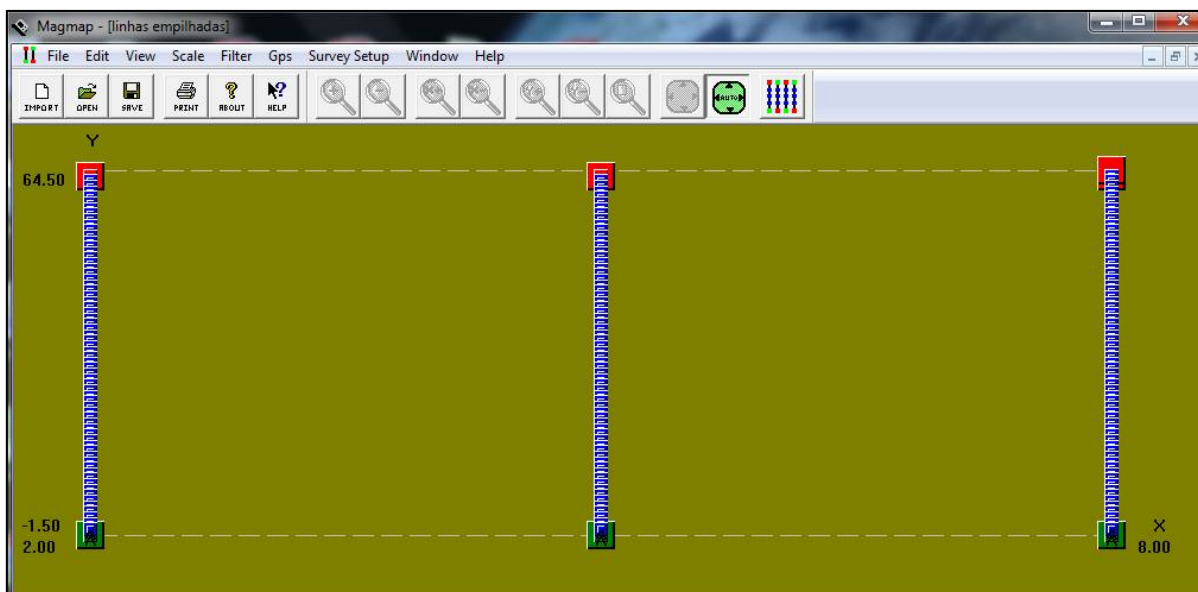 Magmap - [linhas empilhadas]
File Edit View Scale Filter Gps Survey Setup Window Help
IMPORT OPEN SAVE PRINT ABOUT HELP AUTO
Y
64.50
-1.50
2.00
X
8.00